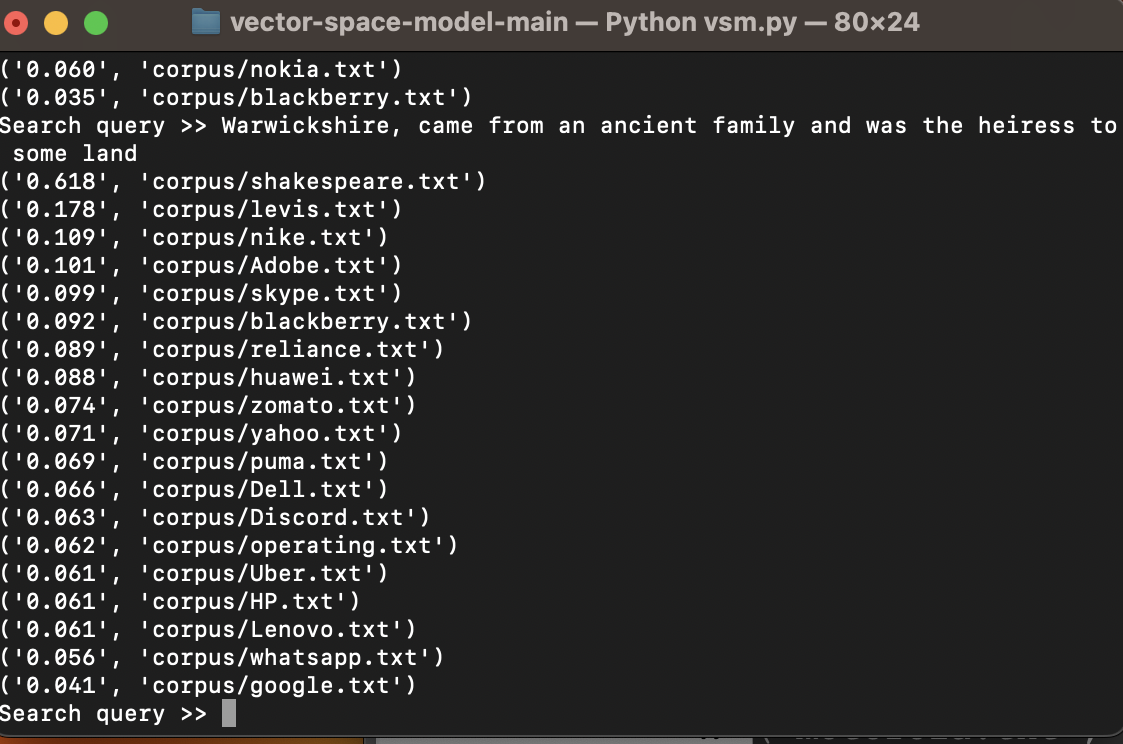 vector-space-model-main — Python vsm.py — 80×24
('0.060', 'corpus/nokia.txt')
('0.035', 'corpus/blackberry.txt')
Search query >> Warwickshire, came from an ancient family and was the heiress to
some land
('0.618', 'corpus/shakespeare.txt')
('0.178', 'corpus/levis.txt')
('0.109', 'corpus/nike.txt')
('0.101', 'corpus/Adobe.txt')
('0.099', 'corpus/skype.txt')
('0.092', 'corpus/blackberry.txt')
('0.089', 'corpus/reliance.txt')
('0.088', 'corpus/huawei.txt')
('0.074', 'corpus/zomato.txt')
('0.071', 'corpus/yahoo.txt')
('0.069', 'corpus/puma.txt')
('0.066', 'corpus/Dell.txt')
('0.063', 'corpus/Discord.txt')
('0.062', 'corpus/operating.txt')
('0.061', 'corpus/Uber.txt')
('0.061', 'corpus/HP.txt')
('0.061', 'corpus/Lenovo.txt')
('0.056', 'corpus/whatsapp.txt')
('0.041', 'corpus/google.txt')
Search query >>